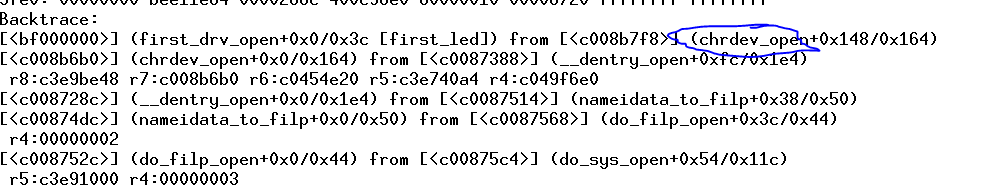 Backtrace:
[<bf000000>] (first_drv_open+0x0/0x3c [first_led]) from [<c008b7f8>] (chrdev_open+0x148/0x164)
[<c008b6b0>] (chrdev_open+0x0/0x164) from [<c0087388>] (__dentry_open+0xfc/0x1e4)
 r8:c39be48 r7:c008b6b0 r6:c0454e20 r5:c3e740a4 r4:c049f6e0
[<c008728c>] (__dentry_open+0x0/0x1e4) from [<c0087514>] (nameidata_to_filp+0x38/0x50)
[<c00874dc>] (nameidata_to_filp+0x0/0x50) from [<c0087568>] (do_filp_open+0x3c/0x44)
 r4:00000002
[<c008752c>] (do_filp_open+0x0/0x44) from [<c00875c4>] (do_sys_open+0x54/0x11c)
 r5:c3e91000 r4:00000003